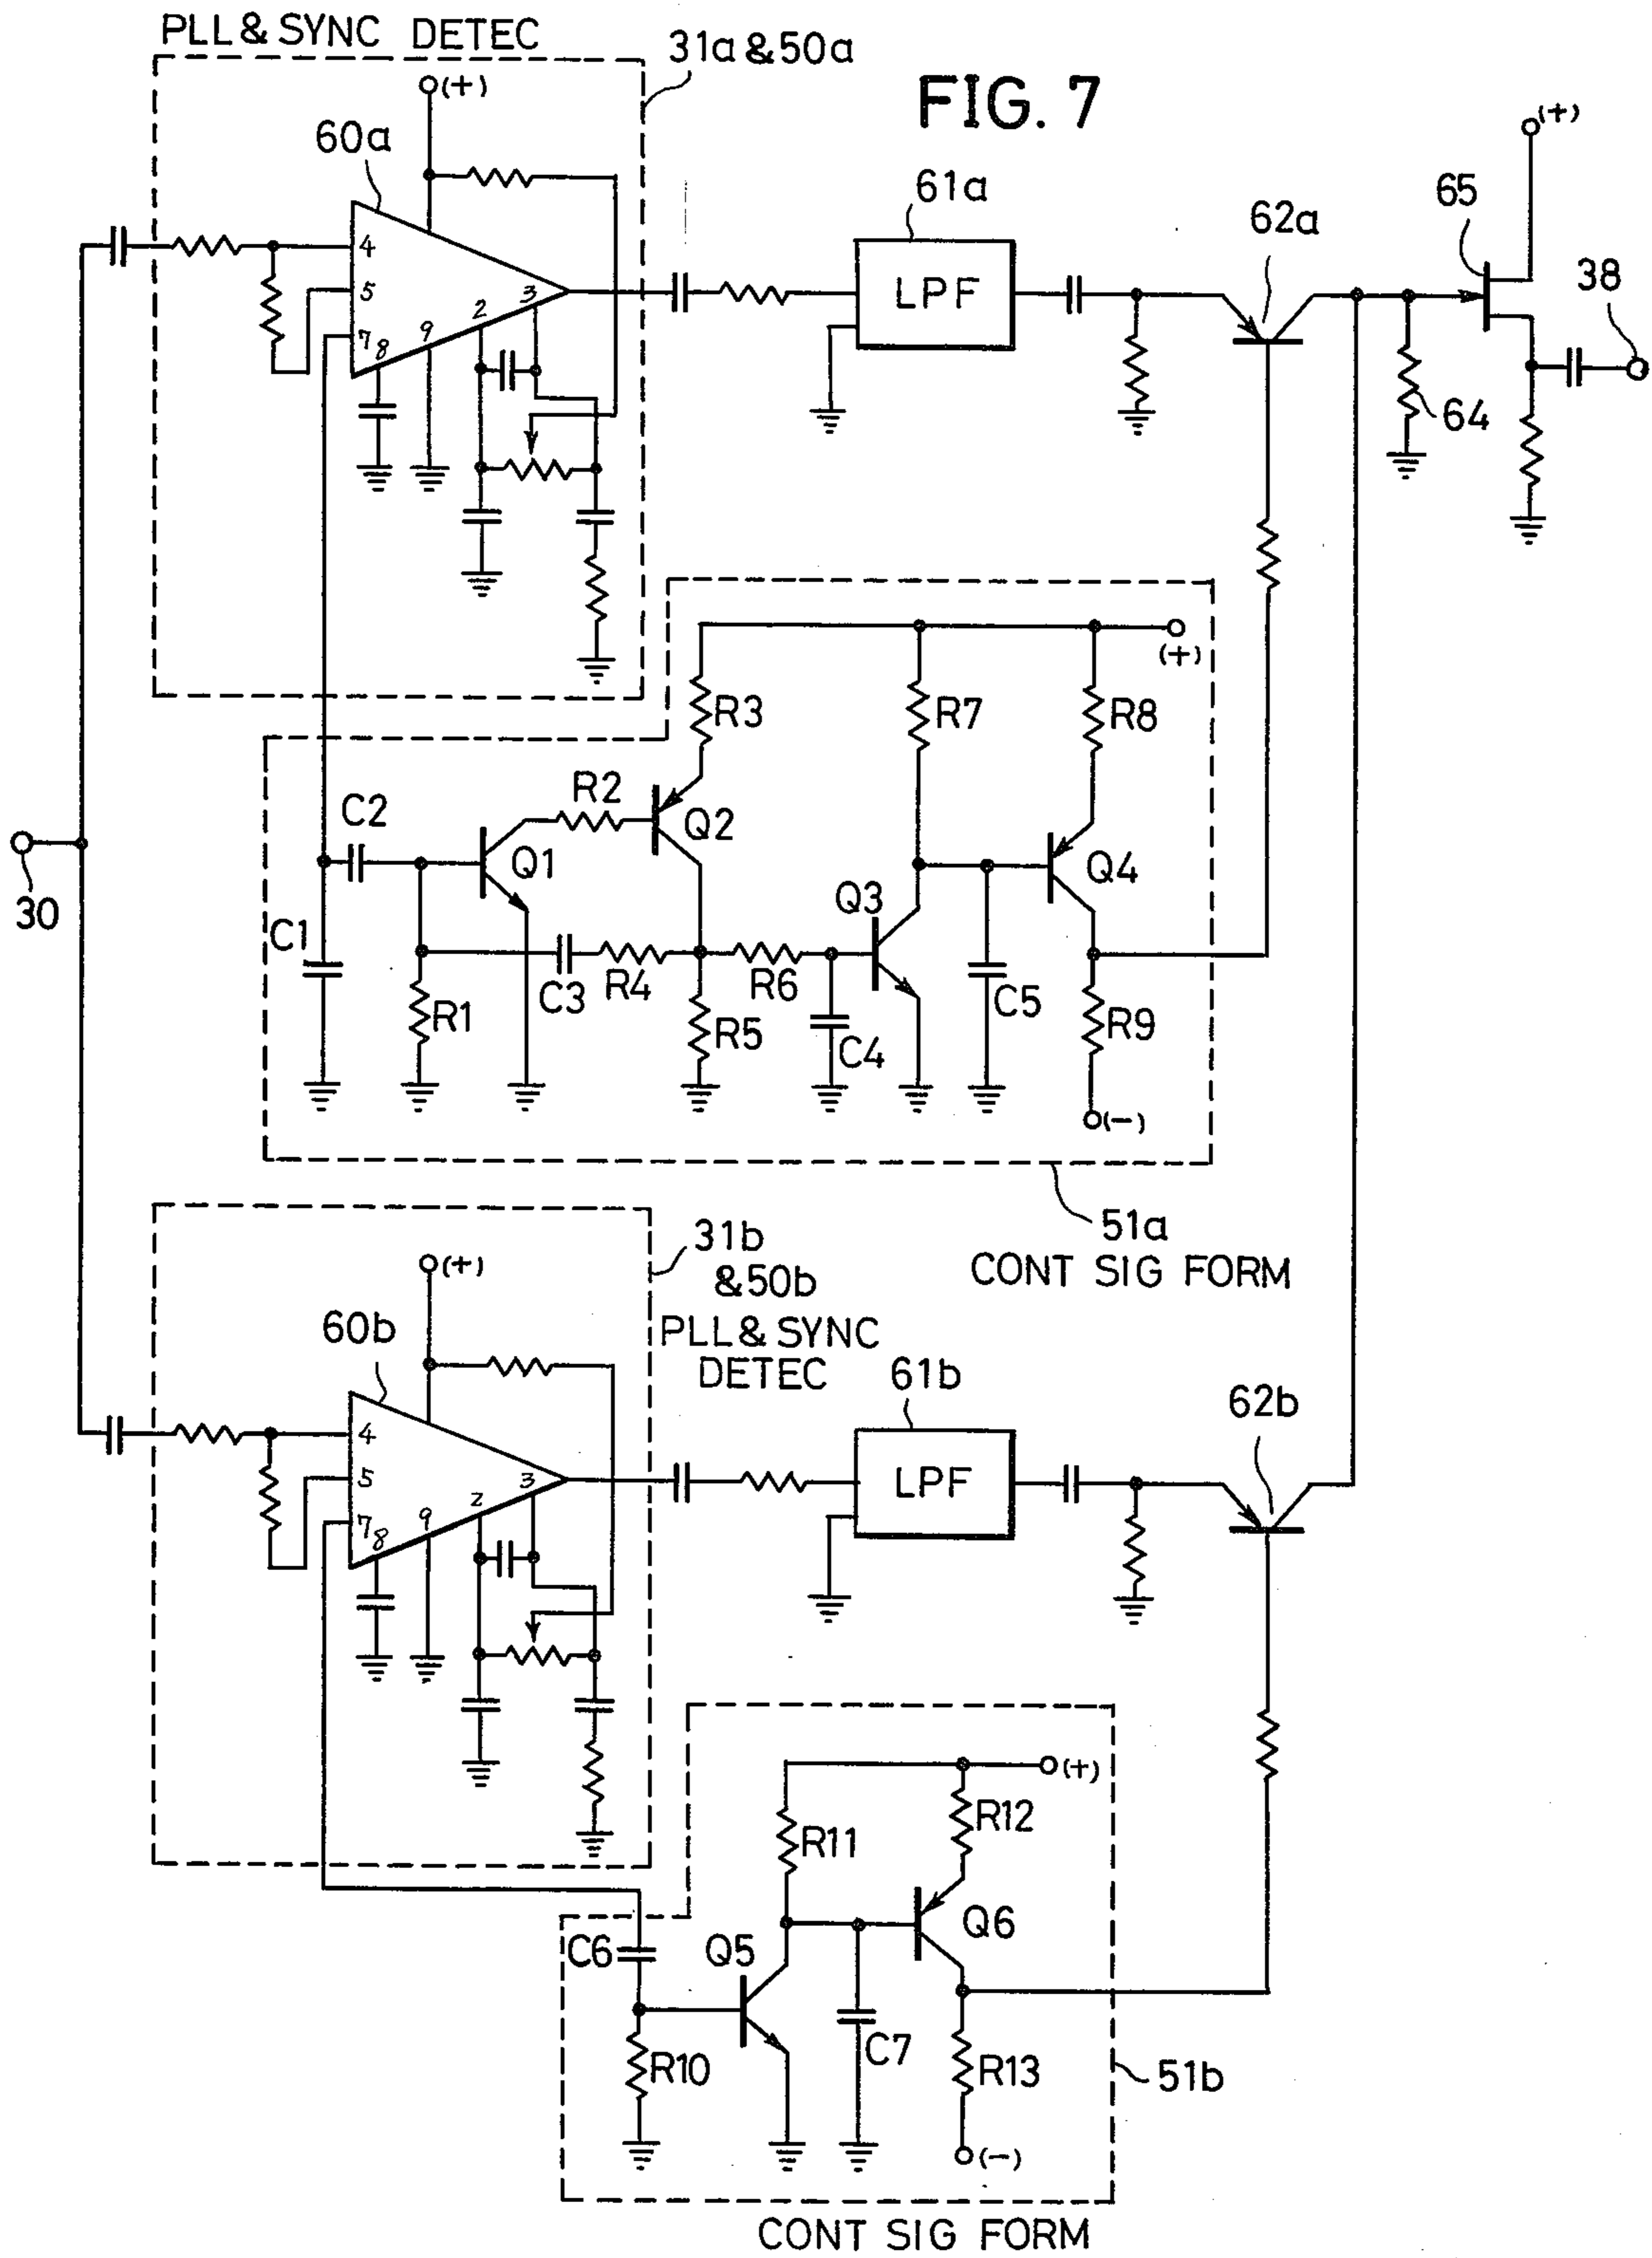 PLL & SYNC DETEC
31a & 50a
FIG. 7
(+)
(+)
60a
61a
62a
65
38
4
5
7
8
9
2
3
LPF
64
(+)
R3
R7
R8
C2
R2
Q2
Q1
Q4
30
C1
Q3
C3
R4
R6
C5
R1
R5
C4
R9
(-)
51a
CONT SIG FORM
31b
& 50b
PLL & SYNC
DETEC
(+)
60b
61b
62b
4
5
7
8
9
2
3
LPF
(+)
R12
R11
Q6
C6
Q5
C7
R10
R13
51b
(-)
CONT SIG FORM